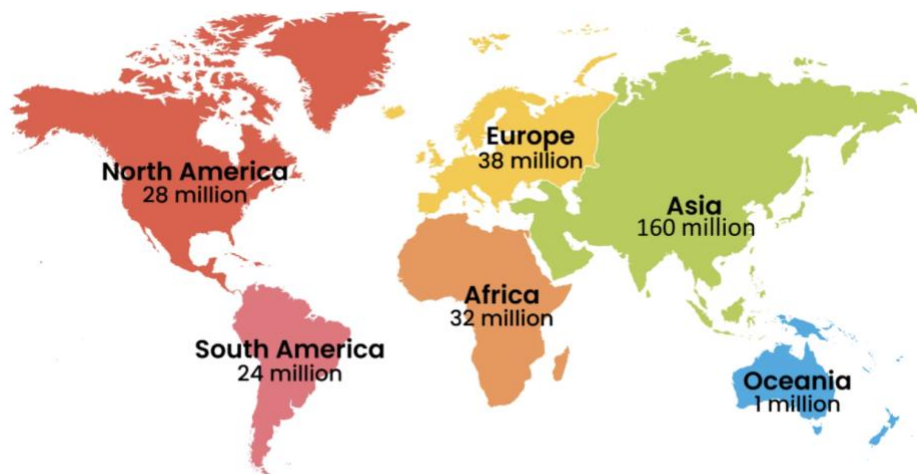 Europe
38 million
North America
28 million
Asia
160 million
Africa
32 million
South America
24 million
Oceania
1 million